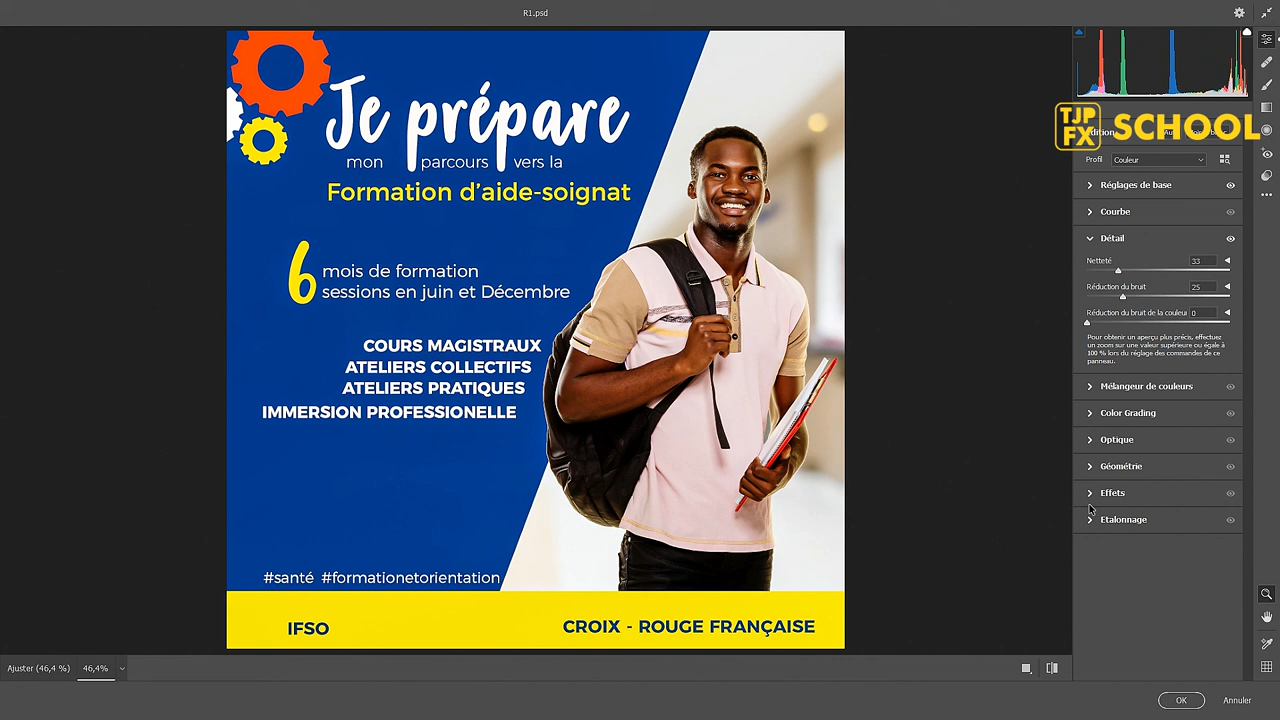 R1.psd
TJP
FX
SCHOOL
Profil
Couleur
Réglages de base
Courbe
Détail
Netteté
33
Réduction du bruit
25
Réduction du bruit de la couleui
0
Pour obtenir un aperçu plus précis, effectuez
un zoom sur une valeur supérieure ou égale à
100 % lors du réglage des commandes de ce
panneau.
Mélangeur de couleurs
Color Grading
Optique
Géométrie
Effets
Etalonnage
Je prépare
mon parcours vers la
Formation d'aide-soignat
6
mois de formation
sessions en juin et Décembre
COURS MAGISTRAUX
ATELIERS COLLECTIFS
ATELIERS PRATIQUES
IMMERSION PROFESSIONELLE
#santé #formationetorientation
IFSO
CROIX - ROUGE FRANÇAISE
Ajuster (46,4 %)
46,4%
OK
Annuler